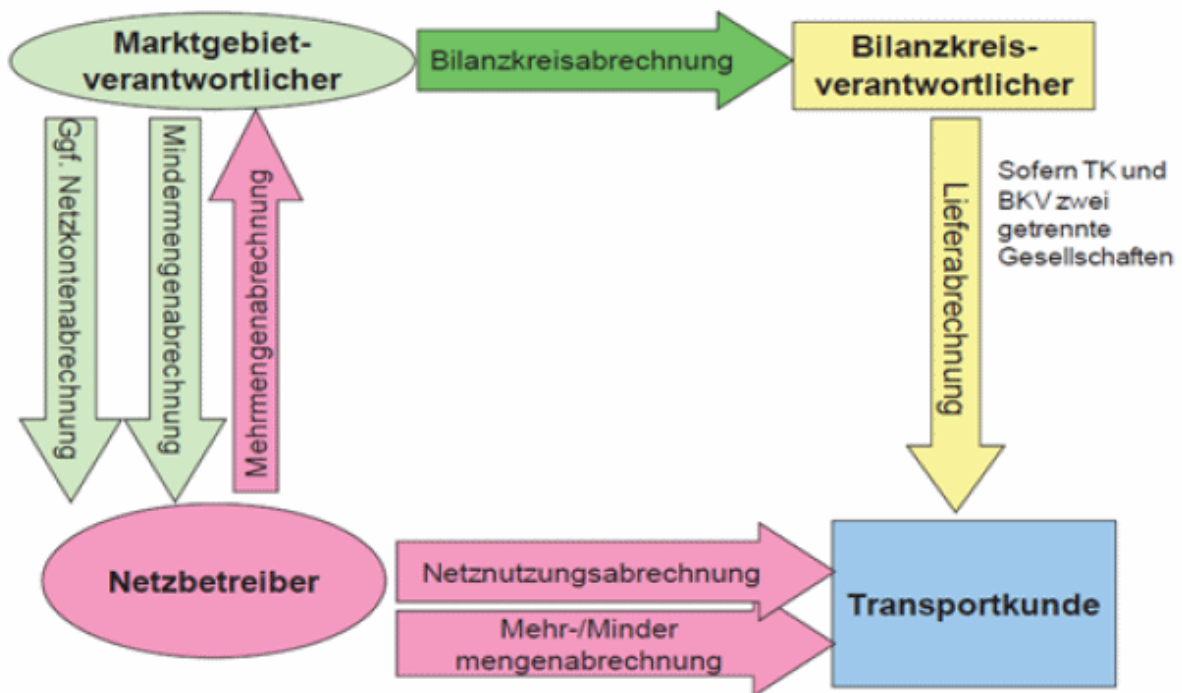 Marktgebiet-
verantwortlicher
Bilanzkreisabrechnung
Bilanzkreis-
verantwortlicher
Ggf. Netzkontenabrechnung
Mindermengenabrechnung
Mehrmengenabrechnung
Lieferabrechnung
Sofern TK und
BKV zwei
getrennte
Gesellschaften
Netzbetreiber
Netznutzungsabrechnung
Mehr-/Minder
mengenabrechnung
Transportkunde